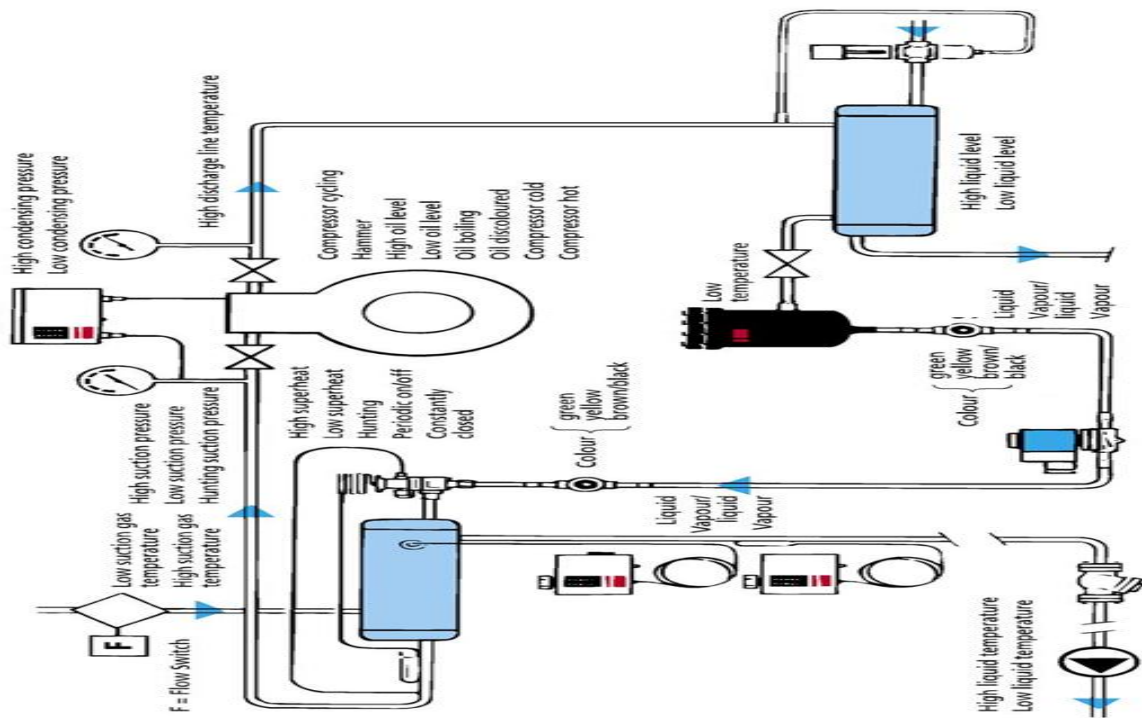 High condensing pressure
Low condensing pressure
High discharge line temperature
Low suction gas
temperature
High suction gas
temperature
High suction pressure
Low suction pressure
Hunting suction pressure
Compressor cycling
Hammer
High oil level
Low oil level
Oil boiling
Oil discoloured
Compressor cold
Compressor hot
F
F = Flow Switch
High superheat
Low superheat
Hunting
Periodic on/off
Constantly
closed
Colour
green
yellow
brown/black
Liquid
Vapour/
liquid
Vapour
Low
temperature
High liquid level
Low liquid level
Liquid
Vapour/
liquid
Vapour
Colour
green
yellow
brown/
black
High liquid temperature
Low liquid temperature